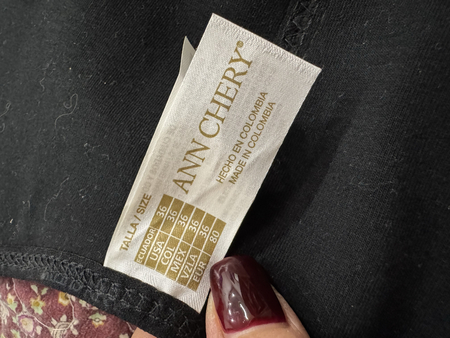 ANN CHERY®
HECHO EN COLOMBIA
MADE IN COLOMBIA
TALLA / SIZE
ECUADOR 36
USA 36
COL 36
MEX 36
VZLA 36
EUR 80